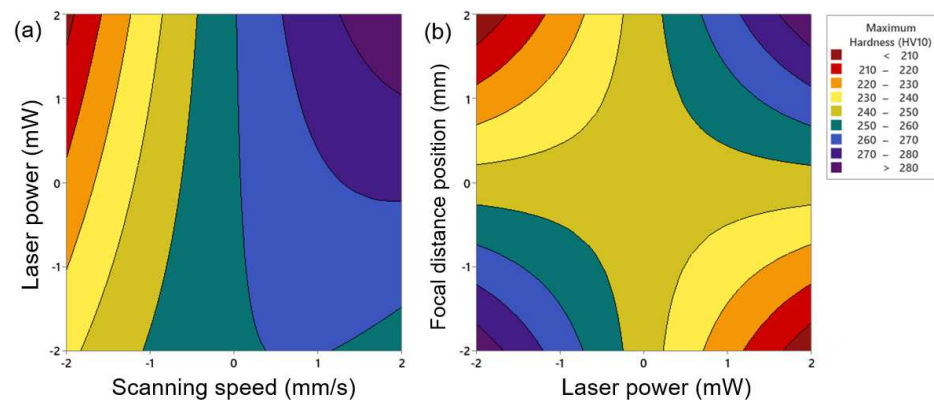 (a)
2
1
0
-1
-2
Laser power (mW)
-2 -1 0 1 2
Scanning speed (mm/s)
(b)
2
1
0
-1
-2
Focal distance position (mm)
-2 -1 0 1 2
Laser power (mW)
Maximum
Hardness (HV10)
< 210
210 – 220
220 – 230
230 – 240
240 – 250
250 – 260
260 – 270
270 – 280
> 280